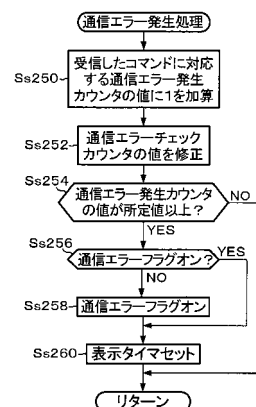 通信エラー発生処理
Ss250
受信したコマンドに対応
する通信エラー発生
カウンタの値に1を加算
Ss252
通信エラーチェック
カウンタの値を修正
Ss254
通信エラー発生カウンタ
の値が所定値以上?
NO
YES
Ss256
通信エラーフラグオン?
YES
NO
Ss258
通信エラーフラグオン
Ss260
表示タイマセット
リターン